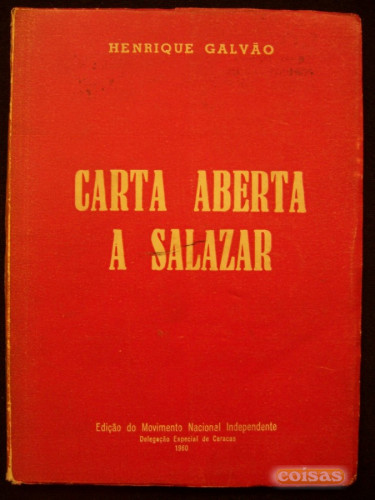 HENRIQUE GALVÃO
CARTA ABERTA
A SALAZAR
Edição do Movimento Nacional Independente
Delegação Especial de Caracas
1960
coisas